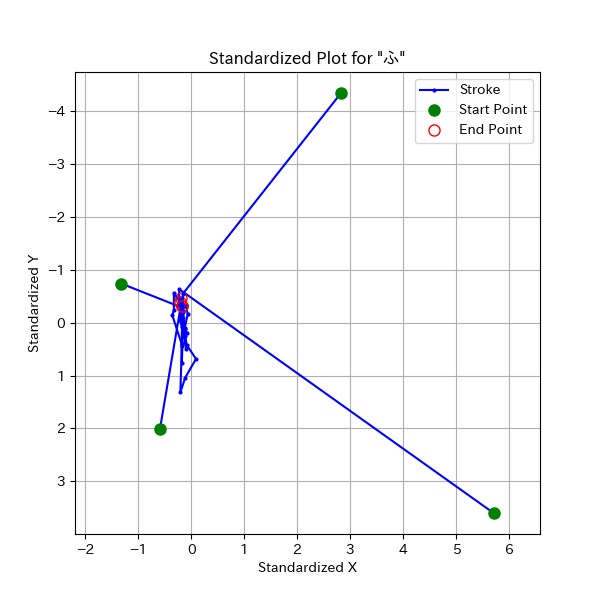 Standardized Plot for "ふ"
Stroke
Start Point
End Point
−4
−3
−2
−1
0
1
2
3
Standardized Y
−2 −1 0 1 2 3 4 5 6
Standardized X